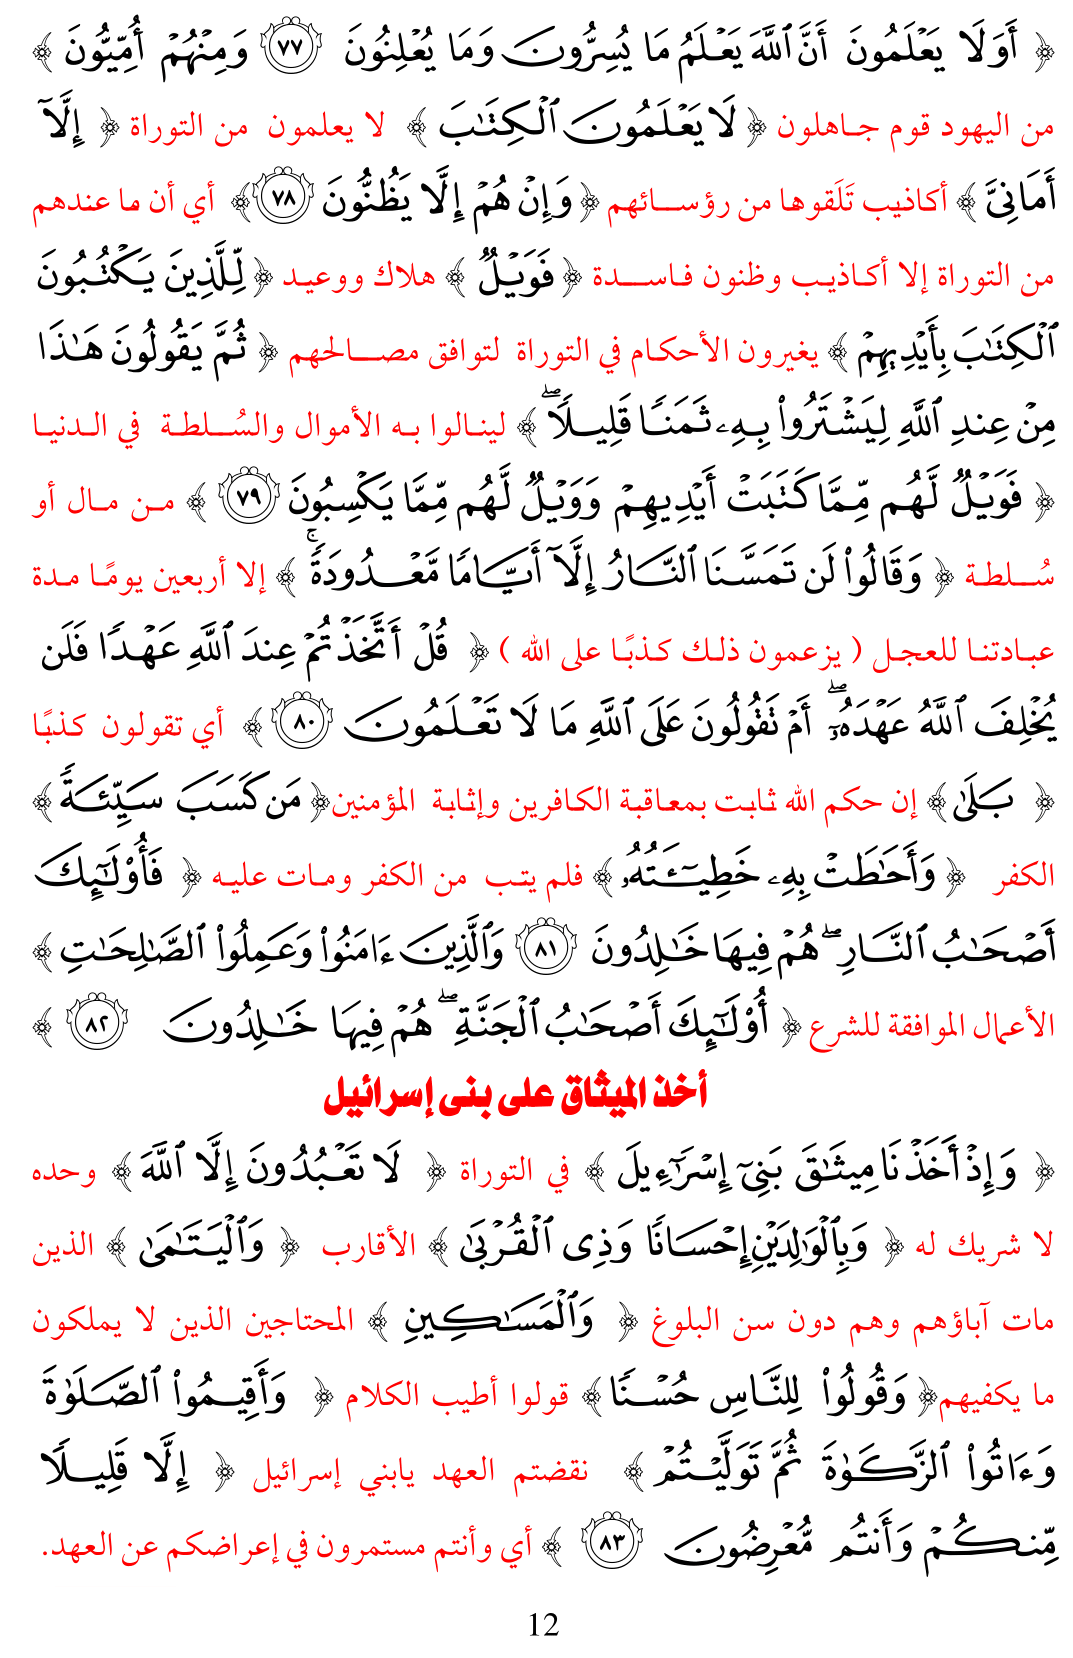 ﴿ أَوَلَا يَعْلَمُونَ أَنَّ ٱللَّهَ يَعْلَمُ مَا يُسِرُّونَ وَمَا يُعْلِنُونَ ۝٧٧ وَمِنْهُمْ أُمِّيُّونَ ﴾
من اليهود قوم جاهلون ﴿ لَا يَعْلَمُونَ ٱلْكِتَٰبَ ﴾ لا يعلمون من التوراة ﴿ إِلَّآ
أَمَانِىَّ ﴾ أكاذيب تَلَقوها من رؤسائهم ﴿ وَإِنْ هُمْ إِلَّا يَظُنُّونَ ۝٧٨ ﴾ أي أن ما عندهم
من التوراة إلا أكاذيب وظنون فاسدة ﴿ فَوَيْلٌ ﴾ هلاك ووعيد ﴿ لِّلَّذِينَ يَكْتُبُونَ
ٱلْكِتَٰبَ بِأَيْدِيهِمْ ﴾ يغيرون الأحكام في التوراة لتوافق مصالحهم ﴿ ثُمَّ يَقُولُونَ هَٰذَا
مِنْ عِندِ ٱللَّهِ لِيَشْتَرُوا۟ بِهِۦ ثَمَنًا قَلِيلًا ۖ ﴾ لينالوا به الأموال والسُلطة في الدنيا
﴿ فَوَيْلٌ لَّهُم مِّمَّا كَتَبَتْ أَيْدِيهِمْ وَوَيْلٌ لَّهُم مِّمَّا يَكْسِبُونَ ۝٧٩ ﴾ من مال أو
سُلطة ﴿ وَقَالُوا۟ لَن تَمَسَّنَا ٱلنَّارُ إِلَّآ أَيَّامًا مَّعْدُودَةً ۚ ﴾ إلا أربعين يومًا مدة
عبادتنا للعجل ( يزعمون ذلك كذبًا على الله ) ﴿ قُلْ أَتَّخَذْتُمْ عِندَ ٱللَّهِ عَهْدًا فَلَن
يُخْلِفَ ٱللَّهُ عَهْدَهُۥٓ ۖ أَمْ تَقُولُونَ عَلَى ٱللَّهِ مَا لَا تَعْلَمُونَ ۝٨٠ ﴾ أي تقولون كذبًا
﴿ بَلَىٰ ﴾ إن حكم الله ثابت بمعاقبة الكافرين وإثابة المؤمنين ﴿ مَن كَسَبَ سَيِّئَةً ﴾
الكفر ﴿ وَأَحَٰطَتْ بِهِۦ خَطِيٓـَٔتُهُۥ ﴾ فلم يتب من الكفر ومات عليه ﴿ فَأُو۟لَٰٓئِكَ
أَصْحَٰبُ ٱلنَّارِ ۖ هُمْ فِيهَا خَٰلِدُونَ ۝٨١ وَٱلَّذِينَ ءَامَنُوا۟ وَعَمِلُوا۟ ٱلصَّٰلِحَٰتِ ﴾
الأعمال الموافقة للشرع ﴿ أُو۟لَٰٓئِكَ أَصْحَٰبُ ٱلْجَنَّةِ ۖ هُمْ فِيهَا خَٰلِدُونَ ۝٨٢ ﴾
أخذ الميثاق على بنى إسرائيل
﴿ وَإِذْ أَخَذْنَا مِيثَٰقَ بَنِىٓ إِسْرَٰٓءِيلَ ﴾ في التوراة ﴿ لَا تَعْبُدُونَ إِلَّا ٱللَّهَ ﴾ وحده
لا شريك له ﴿ وَبِٱلْوَٰلِدَيْنِ إِحْسَانًا وَذِى ٱلْقُرْبَىٰ ﴾ الأقارب ﴿ وَٱلْيَتَٰمَىٰ ﴾ الذين
مات آباؤهم وهم دون سن البلوغ ﴿ وَٱلْمَسَٰكِينِ ﴾ المحتاجين الذين لا يملكون
ما يكفيهم ﴿ وَقُولُوا۟ لِلنَّاسِ حُسْنًا ﴾ قولوا أطيب الكلام ﴿ وَأَقِيمُوا۟ ٱلصَّلَوٰةَ
وَءَاتُوا۟ ٱلزَّكَوٰةَ ثُمَّ تَوَلَّيْتُمْ ﴾ نقضتم العهد يابني إسرائيل ﴿ إِلَّا قَلِيلًا
مِّنكُمْ وَأَنتُم مُّعْرِضُونَ ۝٨٣ ﴾ أي وأنتم مستمرون في إعراضكم عن العهد.
12